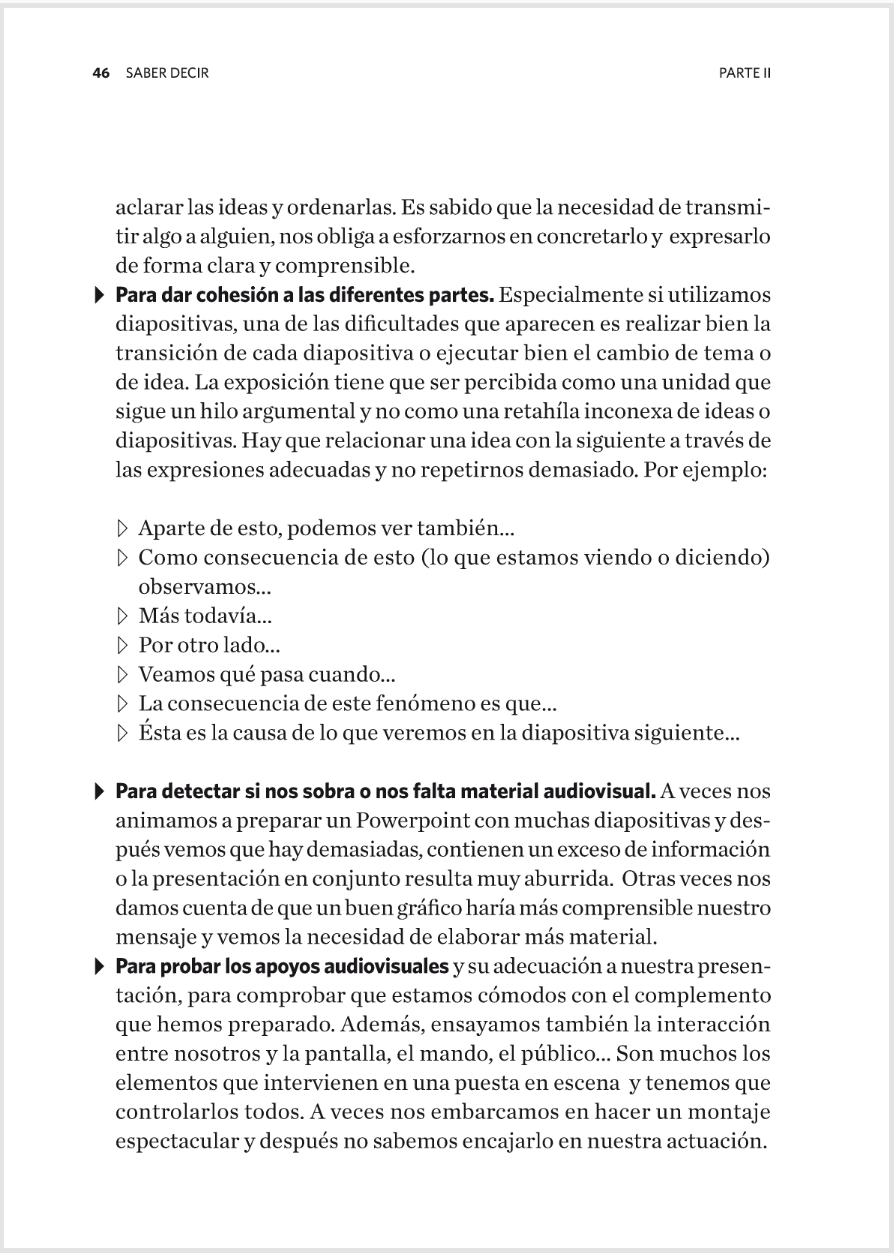 46 SABER DECIR PARTE II
aclarar las ideas y ordenarlas. Es sabido que la necesidad de transmi-
tir algo a alguien, nos obliga a esforzarnos en concretarlo y expresarlo
de forma clara y comprensible.
Para dar cohesión a las diferentes partes. Especialmente si utilizamos
diapositivas, una de las dificultades que aparecen es realizar bien la
transición de cada diapositiva o ejecutar bien el cambio de tema o
de idea. La exposición tiene que ser percibida como una unidad que
sigue un hilo argumental y no como una retahíla inconexa de ideas o
diapositivas. Hay que relacionar una idea con la siguiente a través de
las expresiones adecuadas y no repetirnos demasiado. Por ejemplo:
Aparte de esto, podemos ver también...
Como consecuencia de esto (lo que estamos viendo o diciendo)
observamos...
Más todavía...
Por otro lado...
Veamos qué pasa cuando...
La consecuencia de este fenómeno es que...
Ésta es la causa de lo que veremos en la diapositiva siguiente...
Para detectar si nos sobra o nos falta material audiovisual. A veces nos
animamos a preparar un Powerpoint con muchas diapositivas y des-
pués vemos que hay demasiadas, contienen un exceso de información
o la presentación en conjunto resulta muy aburrida. Otras veces nos
damos cuenta de que un buen gráfico haría más comprensible nuestro
mensaje y vemos la necesidad de elaborar más material.
Para probar los apoyos audiovisuales y su adecuación a nuestra presen-
tación, para comprobar que estamos cómodos con el complemento
que hemos preparado. Además, ensayamos también la interacción
entre nosotros y la pantalla, el mando, el público... Son muchos los
elementos que intervienen en una puesta en escena y tenemos que
controlarlos todos. A veces nos embarcamos en hacer un montaje
espectacular y después no sabemos encajarlo en nuestra actuación.